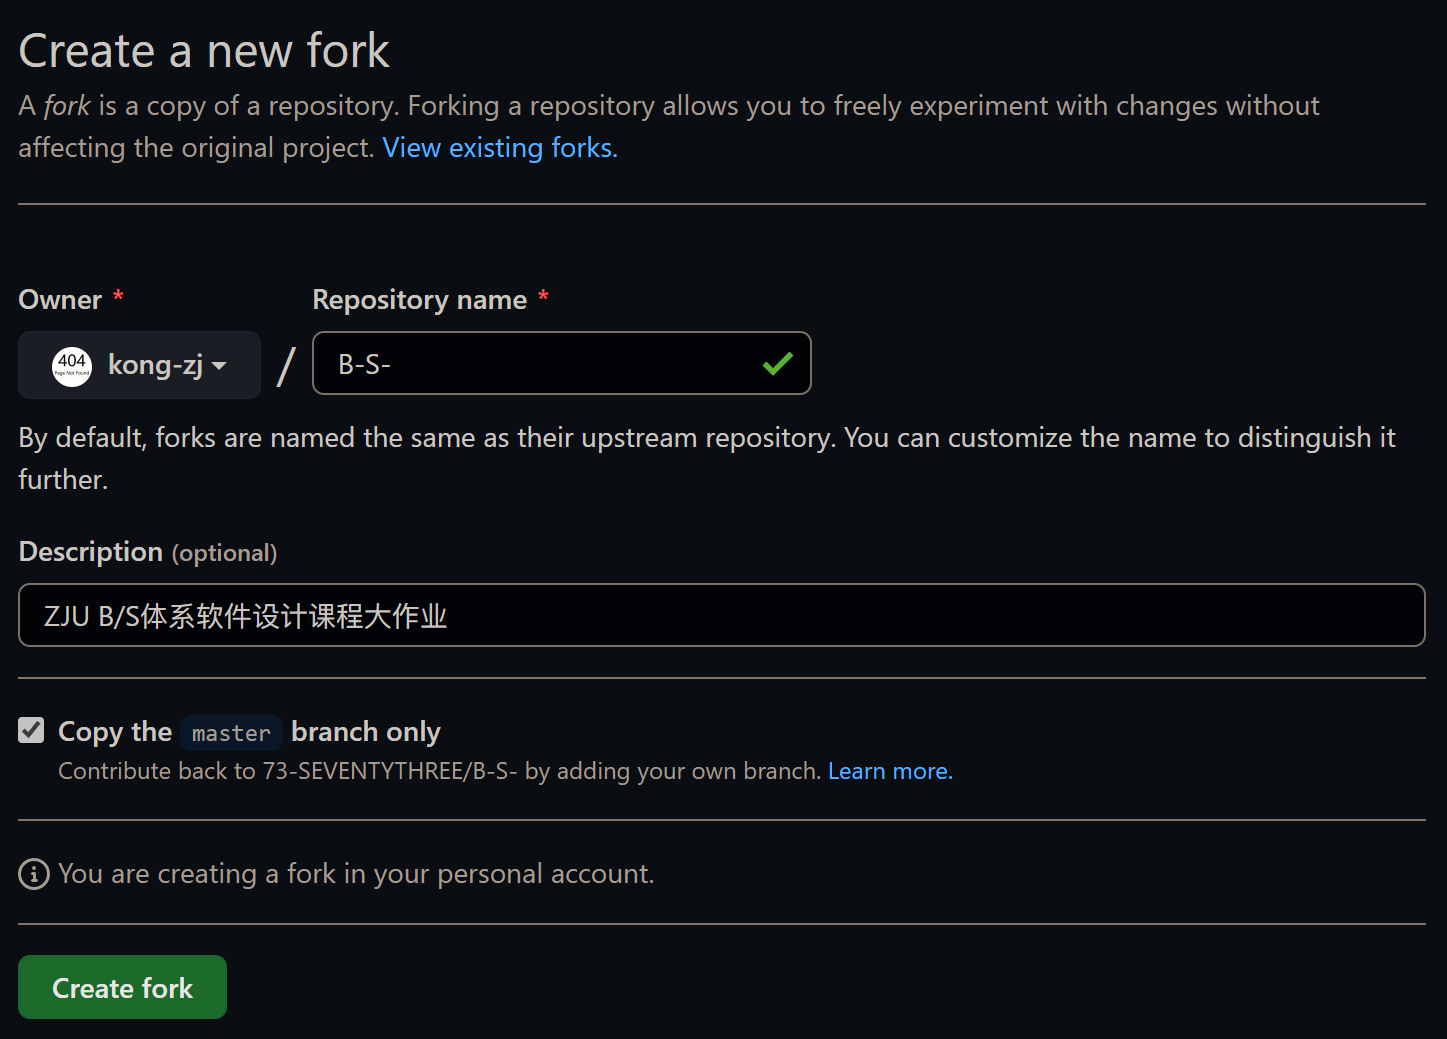 Create a new fork
A fork is a copy of a repository. Forking a repository allows you to freely experiment with changes without
affecting the original project. View existing forks.
Owner * Repository name *
404
Page Not Found
kong-zj / B-S-
By default, forks are named the same as their upstream repository. You can customize the name to distinguish it
further.
Description (optional)
ZJU B/S体系软件设计课程大作业
Copy the master branch only
Contribute back to 73-SEVENTYTHREE/B-S- by adding your own branch. Learn more.
You are creating a fork in your personal account.
Create fork